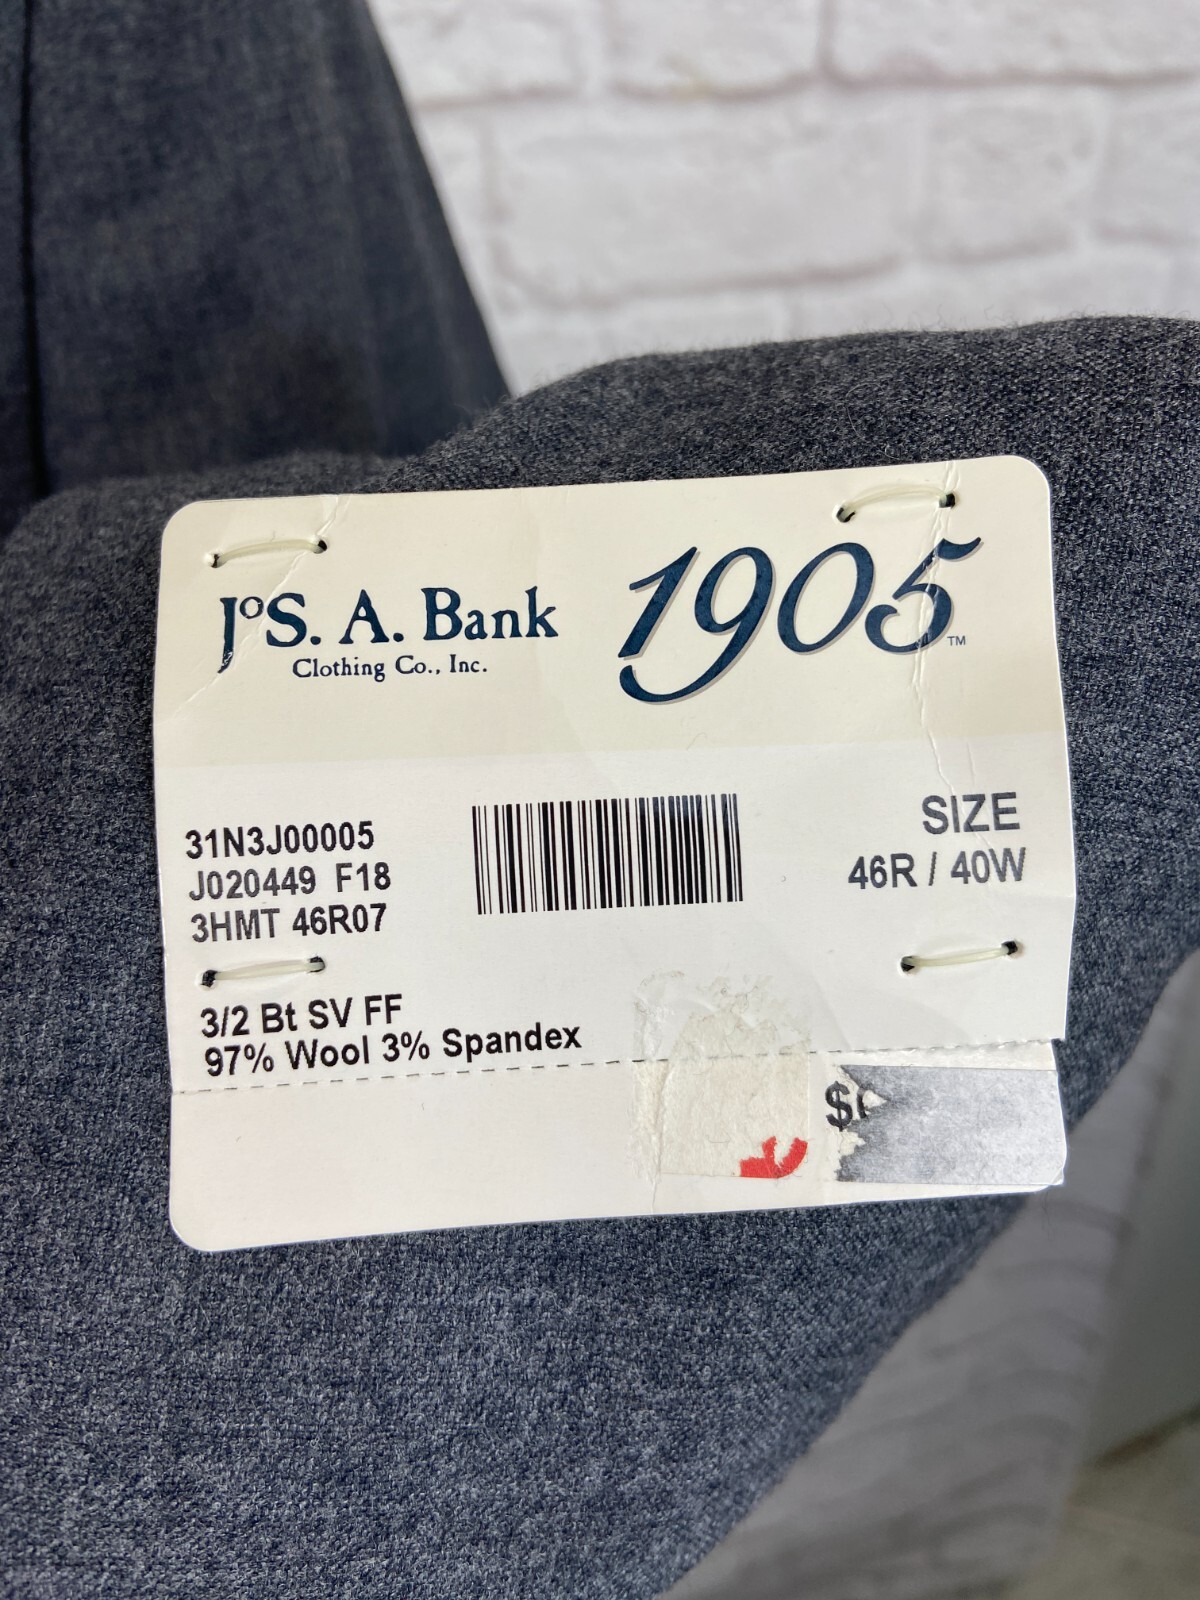 JoS. A. Bank
Clothing Co., Inc.
1905™
31N3J00005
J020449 F18
3HMT 46R07
SIZE
46R / 40W
3/2 Bt SV FF
97% Wool 3% Spandex
$